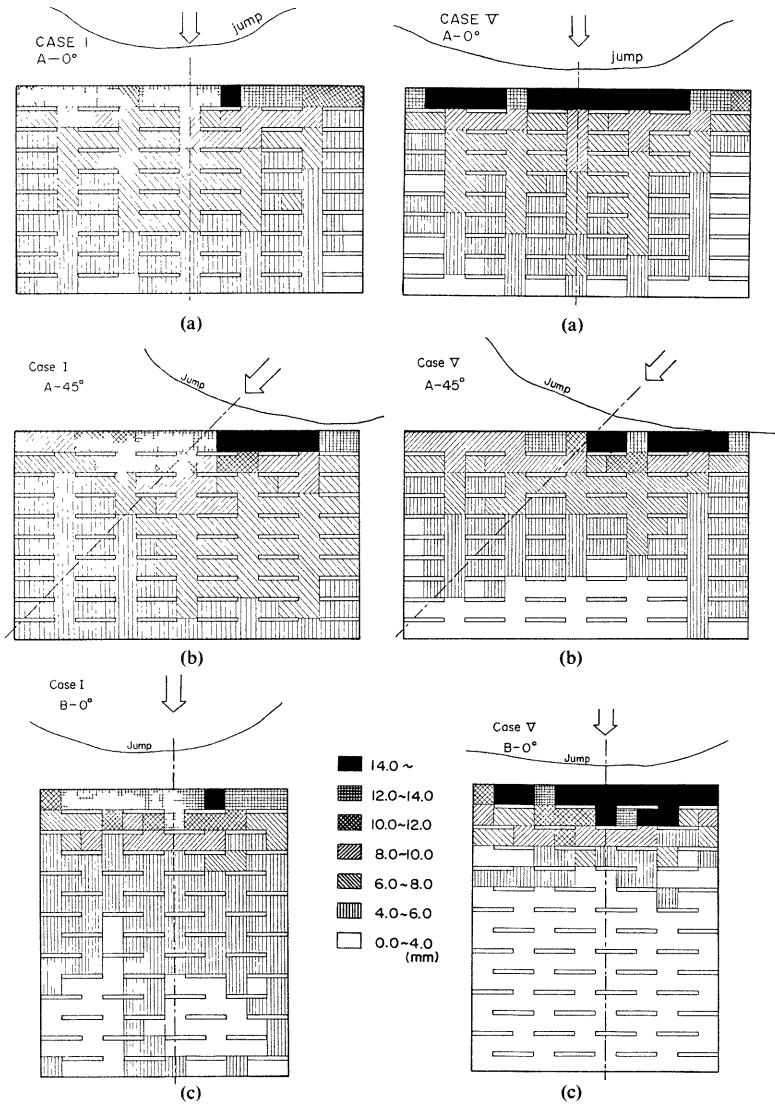 CASE I
A-0°
jump
(a)
CASE V
A-0°
jump
(a)
Case I
A-45°
Jump
(b)
Case V
A-45°
Jump
(b)
Case I
B-0°
Jump
(c)
14.0 ~
12.0~14.0
10.0~12.0
8.0~10.0
6.0~8.0
4.0~6.0
0.0~4.0
(mm)
Case V
B-0°
Jump
(c)